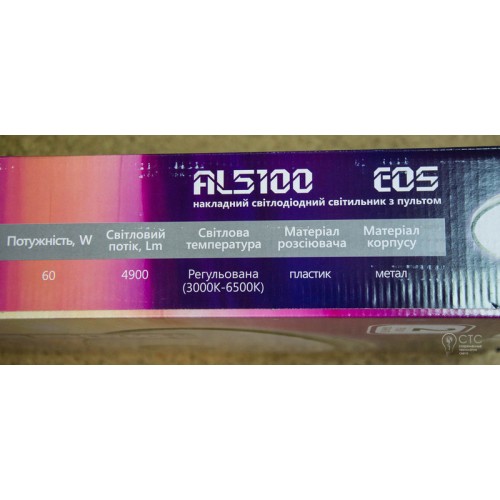 AL5100 EOS
накладний світлодіодний світильник з пультом
Потужність, W
Світловий
потік, Lm
Світлова
температура
Матеріал
розсіювача
Матеріал
корпусу
60
4900
Регульована
(3000K-6500K)
пластик
метал
СТС